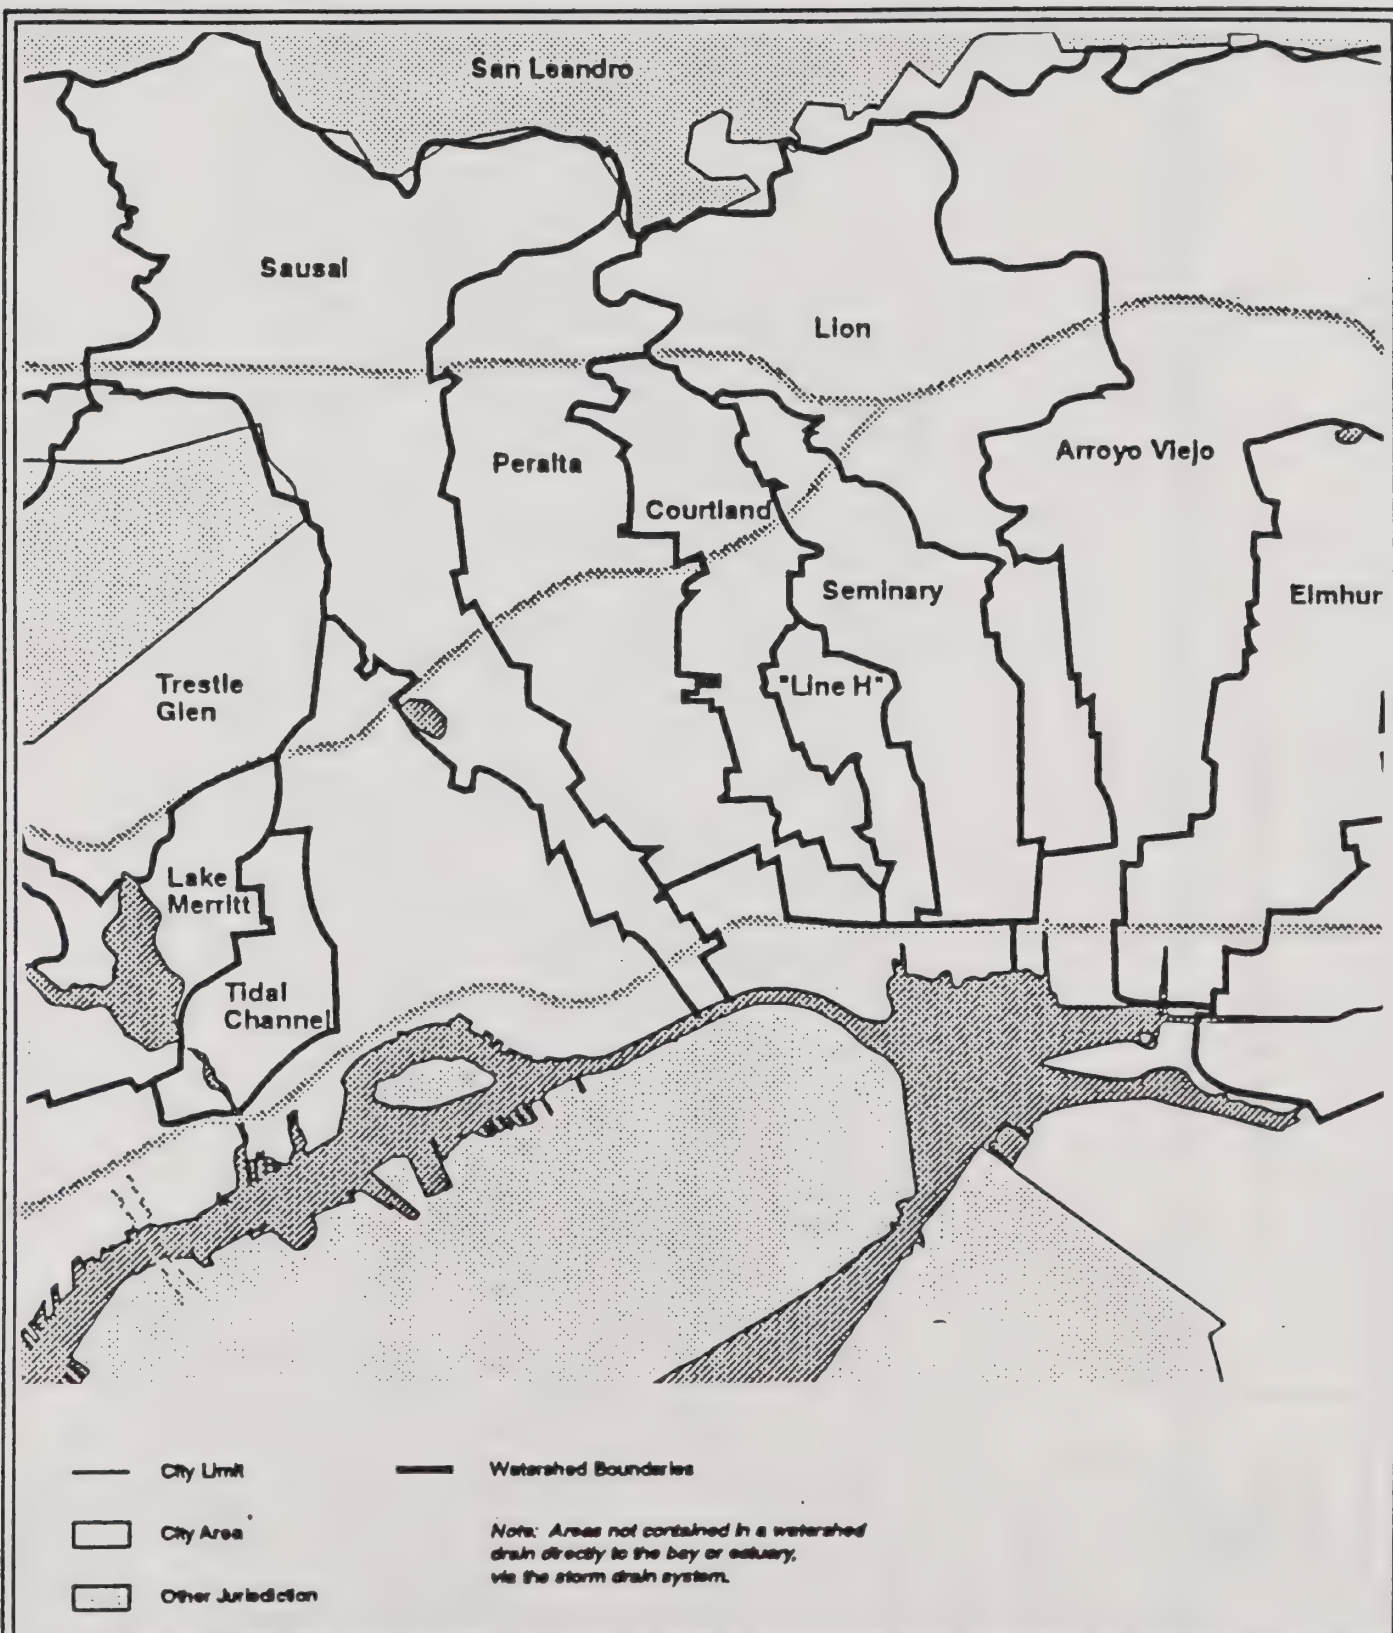 San Leandro
Sausal
Lion
Peralta
Arroyo Viejo
Courtland
Seminary
Elmhur
Trestle
Glen
"Line H"
Lake
Merritt
Tidal
Channel
City Limit
Watershed Boundaries
City Area
Note: Areas not contained in a watershed
drain directly to the bay or estuary,
via the storm drain system.
Other Jurisdiction